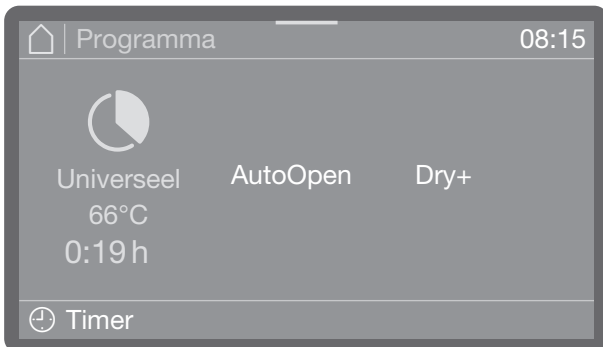 Programma 08:15
Universeel AutoOpen Dry+
66°C
0:19 h
Timer